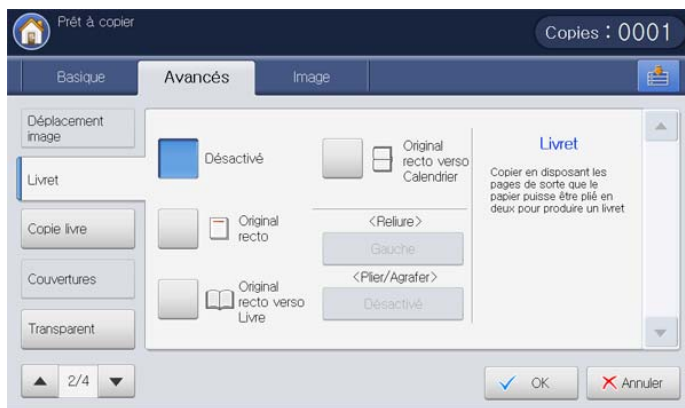 Prêt à copier
Copies : 0001
Basique
Avancés
Image
Déplacement
image
Livret
Copie livre
Couvertures
Transparent
2/4
Désactivé
Original
recto
Original
recto verso
Livre
Original
recto verso
Calendrier
<Reliure>
Gauche
<Plier/Agrafer>
Désactivé
Livret
Copier en disposant les
pages de sorte que le
papier puisse être plié en
deux pour produire un livret
OK
Annuler